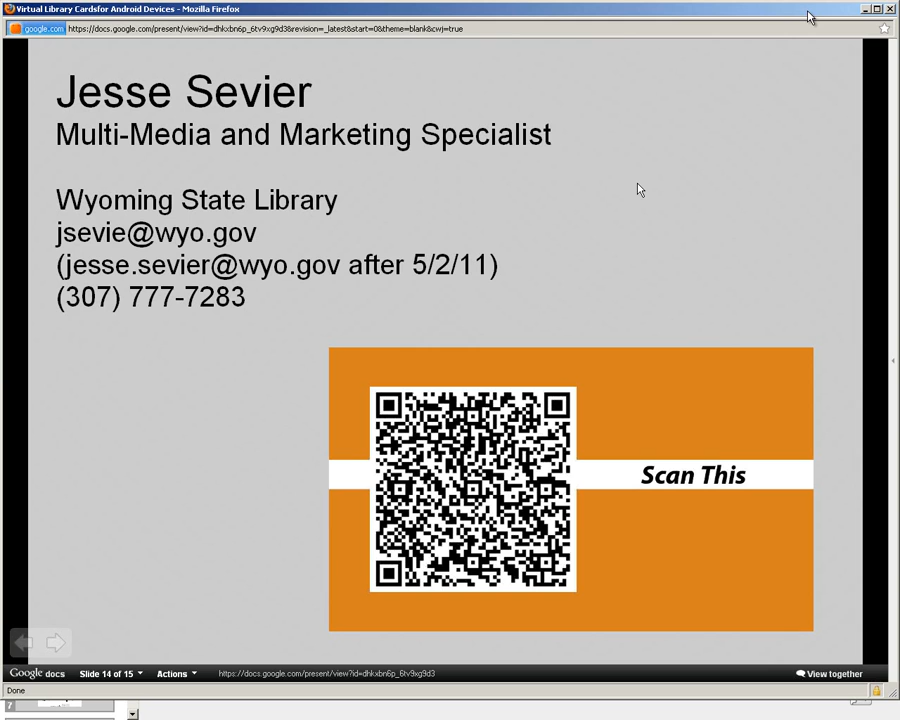 Virtual Library Cardsfor Android Devices - Mozilla Firefox
google.com https://docs.google.com/present/view?id=dhkxbn6p_6tv9xg9d3&revision=_latest&start=0&theme=blank&cwj=true
Jesse Sevier
Multi-Media and Marketing Specialist
Wyoming State Library
jsevie@wyo.gov
(jesse.sevier@wyo.gov after 5/2/11)
(307) 777-7283
Scan This
Google docs Slide 14 of 15 Actions https://docs.google.com/present/view?id=dhkxbn6p_6tv9xg9d3 View together
Done
7